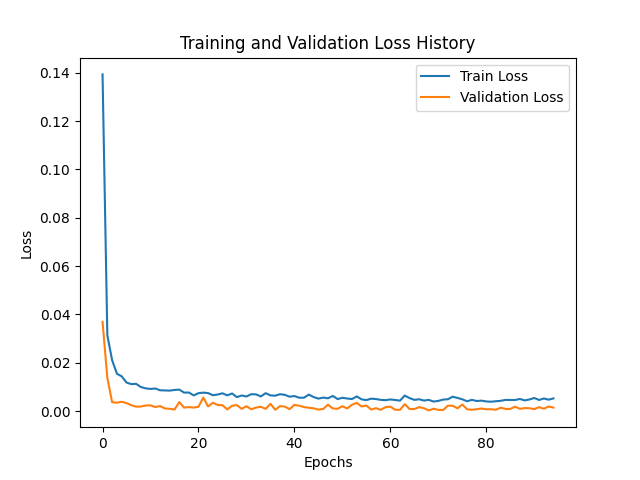 Training and Validation Loss History
Train Loss
Validation Loss
0.14
0.12
0.10
0.08
0.06
0.04
0.02
0.00
Loss
0 20 40 60 80
Epochs